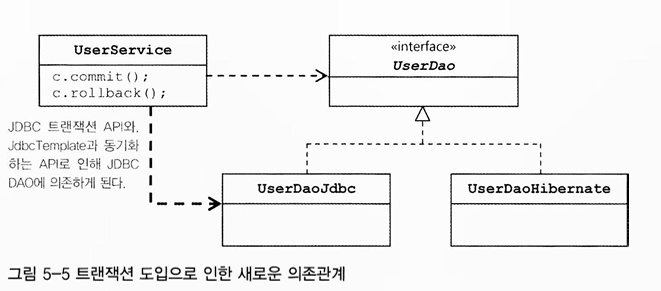 UserService
c.commit();
c.rollback();
«interface»
UserDao
JDBC 트랜잭션 API와,
JdbcTemplate과 동기화
하는 API로 인해 JDBC
DAO에 의존하게 된다.
UserDaoJdbc
UserDaoHibernate
그림 5-5 트랜잭션 도입으로 인한 새로운 의존관계